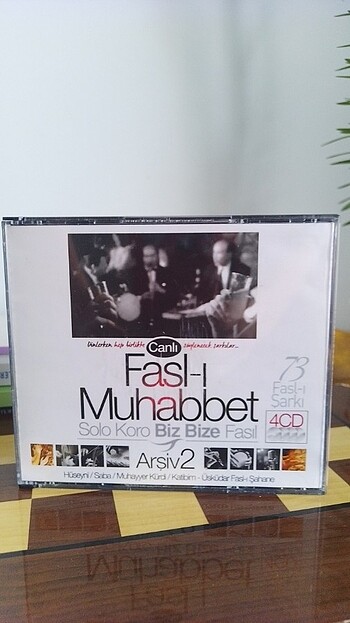 Dinlerken hep birlikte söylenecek şarkılar...
Canlı
Fasl-ı
Muhabbet
73
Fasl-ı
Şarkı
4CD
Solo Koro Biz Bize Fasıl
Arşiv2
Hüseyni / Saba / Muhayyer Kürdi / Katibim - Üsküdar Fasl-ı Şahane